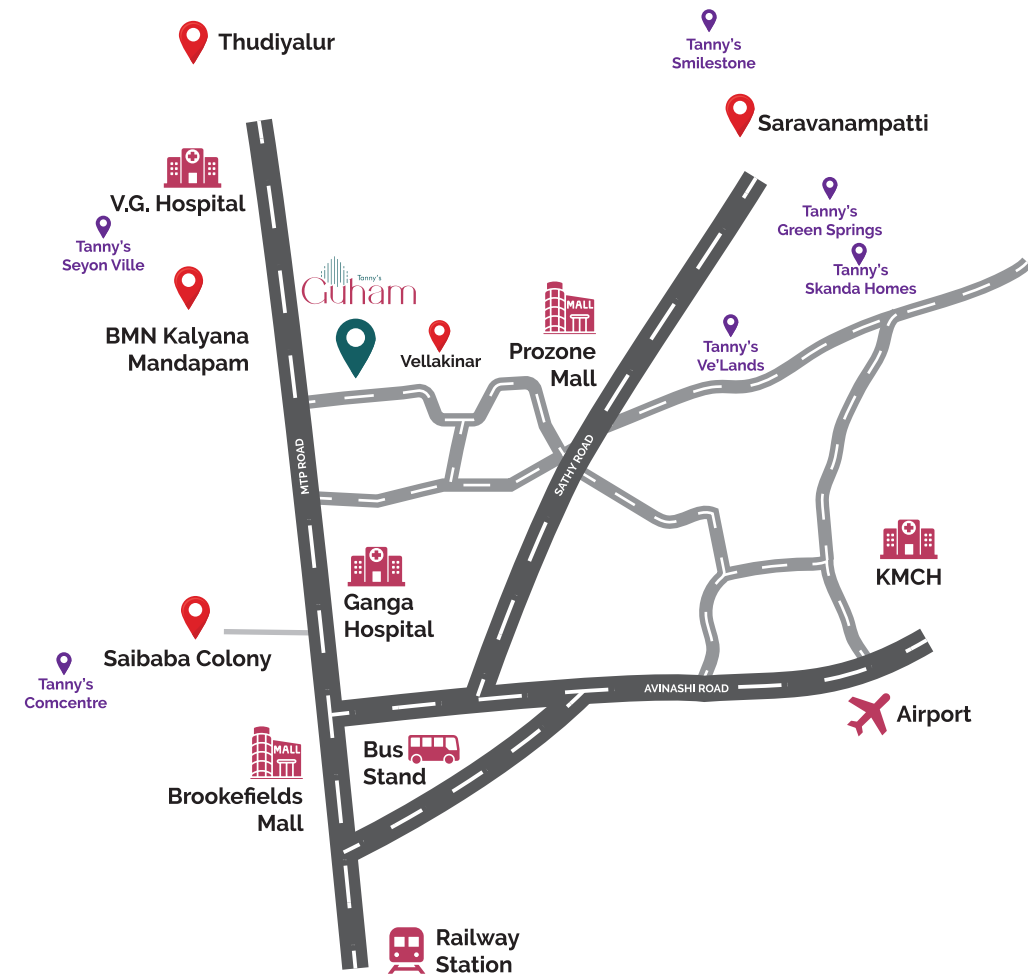 Thudiyalur
Tanny's
Smilestone
Saravanampatti
V.G. Hospital
Tanny's
Green Springs
Tanny's
Seyon Ville
Tanny's
Skanda Homes
Tanny's
Guham
BMN Kalyana
Mandapam
Vellakinar
MALL
Prozone
Mall
Tanny's
Ve'Lands
MTP ROAD
SATHY ROAD
KMCH
Ganga
Hospital
Saibaba Colony
Tanny's
Comcentre
AVINASHI ROAD
Airport
MALL
Brookefields
Mall
Bus
Stand
Railway
Station